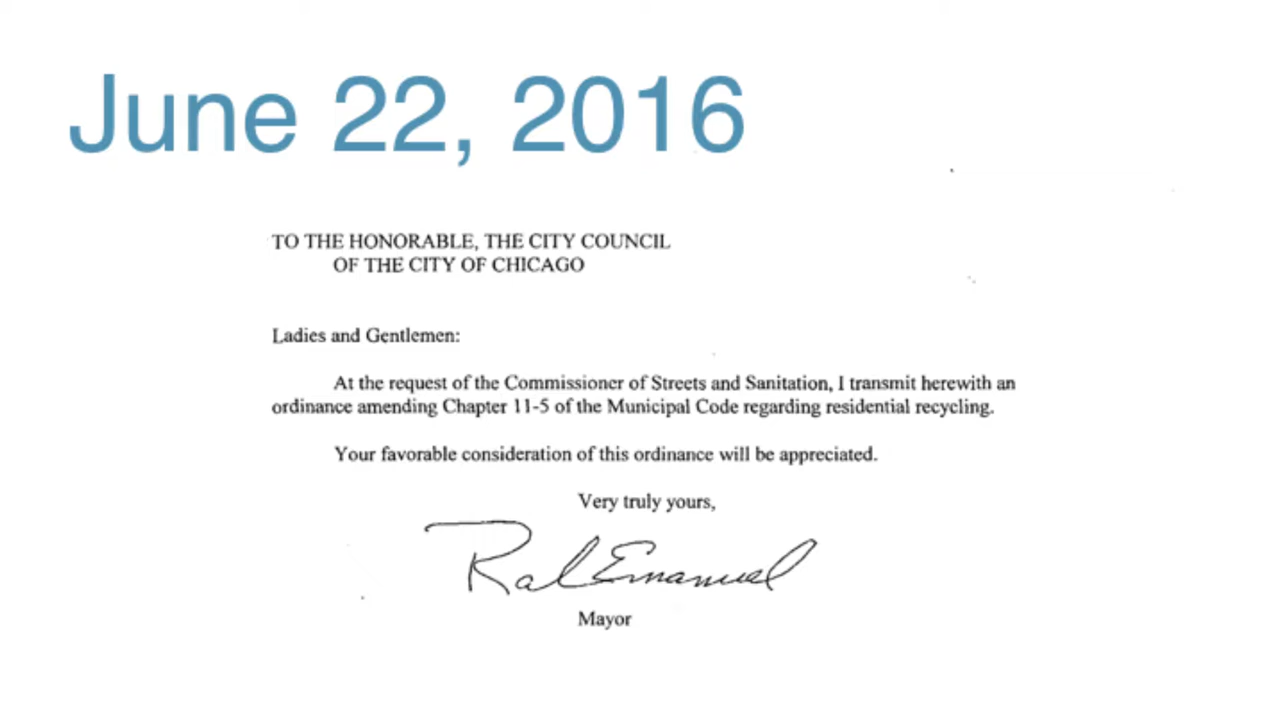 June 22, 2016
TO THE HONORABLE, THE CITY COUNCIL
OF THE CITY OF CHICAGO
Ladies and Gentlemen:
At the request of the Commissioner of Streets and Sanitation, I transmit herewith an
ordinance amending Chapter 11-5 of the Municipal Code regarding residential recycling.
Your favorable consideration of this ordinance will be appreciated.
Very truly yours,
Rahm Emanuel
Mayor